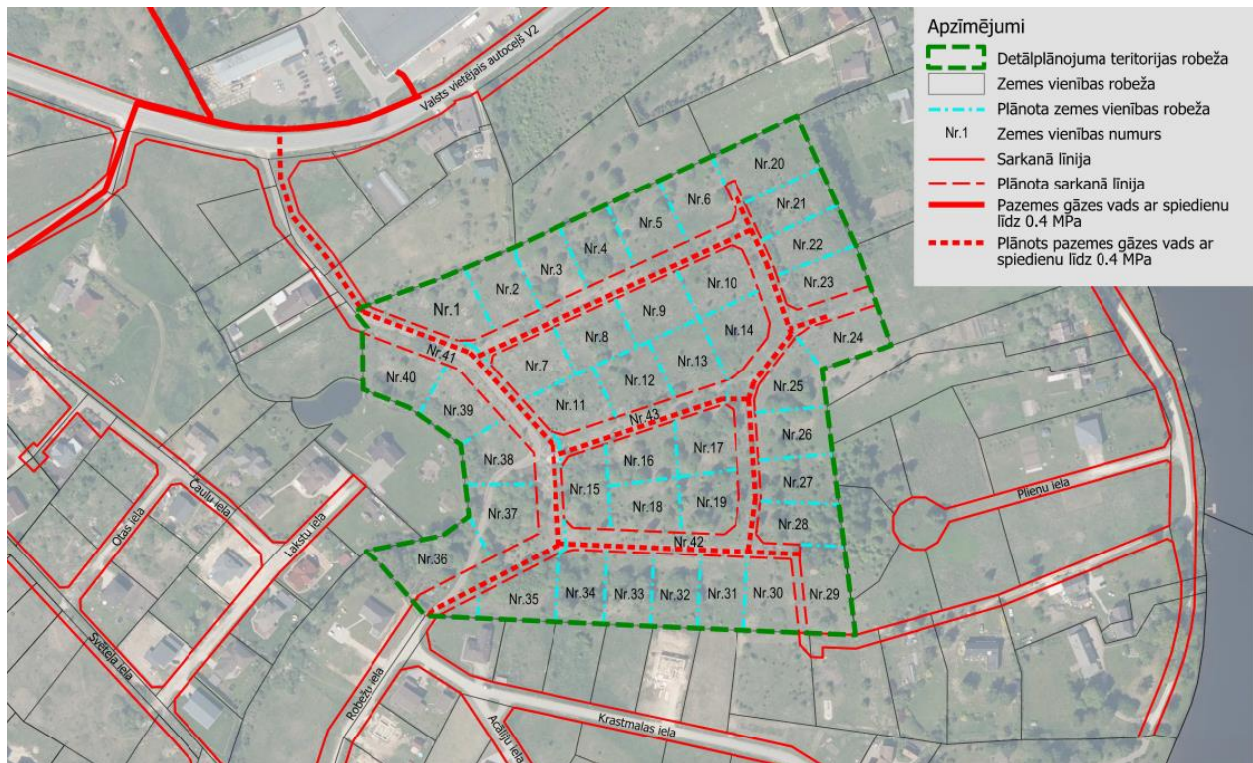 Apzīmējumi
Detālplānojuma teritorijas robeža
Zemes vienības robeža
Plānota zemes vienības robeža
Nr.1 Zemes vienības numurs
Sarkanā līnija
Plānota sarkanā līnija
Pazemes gāzes vads ar spiedienu
līdz 0.4 MPa
Plānots pazemes gāzes vads ar
spiedienu līdz 0.4 MPa
Valsts vietējais autoceļš V2
Nr.20
Nr.6
Nr.21
Nr.5
Nr.4
Nr.22
Nr.3
Nr.2
Nr.23
Nr.10
Nr.1
Nr.9
Nr.8
Nr.14
Nr.24
Nr.41
Nr.7
Nr.13
Nr.40
Nr.12
Nr.25
Nr.39
Nr.11
Nr.43
Nr.26
Nr.17
Nr.38
Nr.16
Nr.27
Nr.15
Nr.37
Nr.18
Nr.19
Nr.28
Nr.42
Nr.36
Nr.35
Nr.34
Nr.33
Nr.32
Nr.31
Nr.30
Nr.29
Plienu iela
Čaulu iela
Otas iela
Lakstu iela
Svēteļa iela
Robežu iela
Acāliju iela
Krastmalas iela